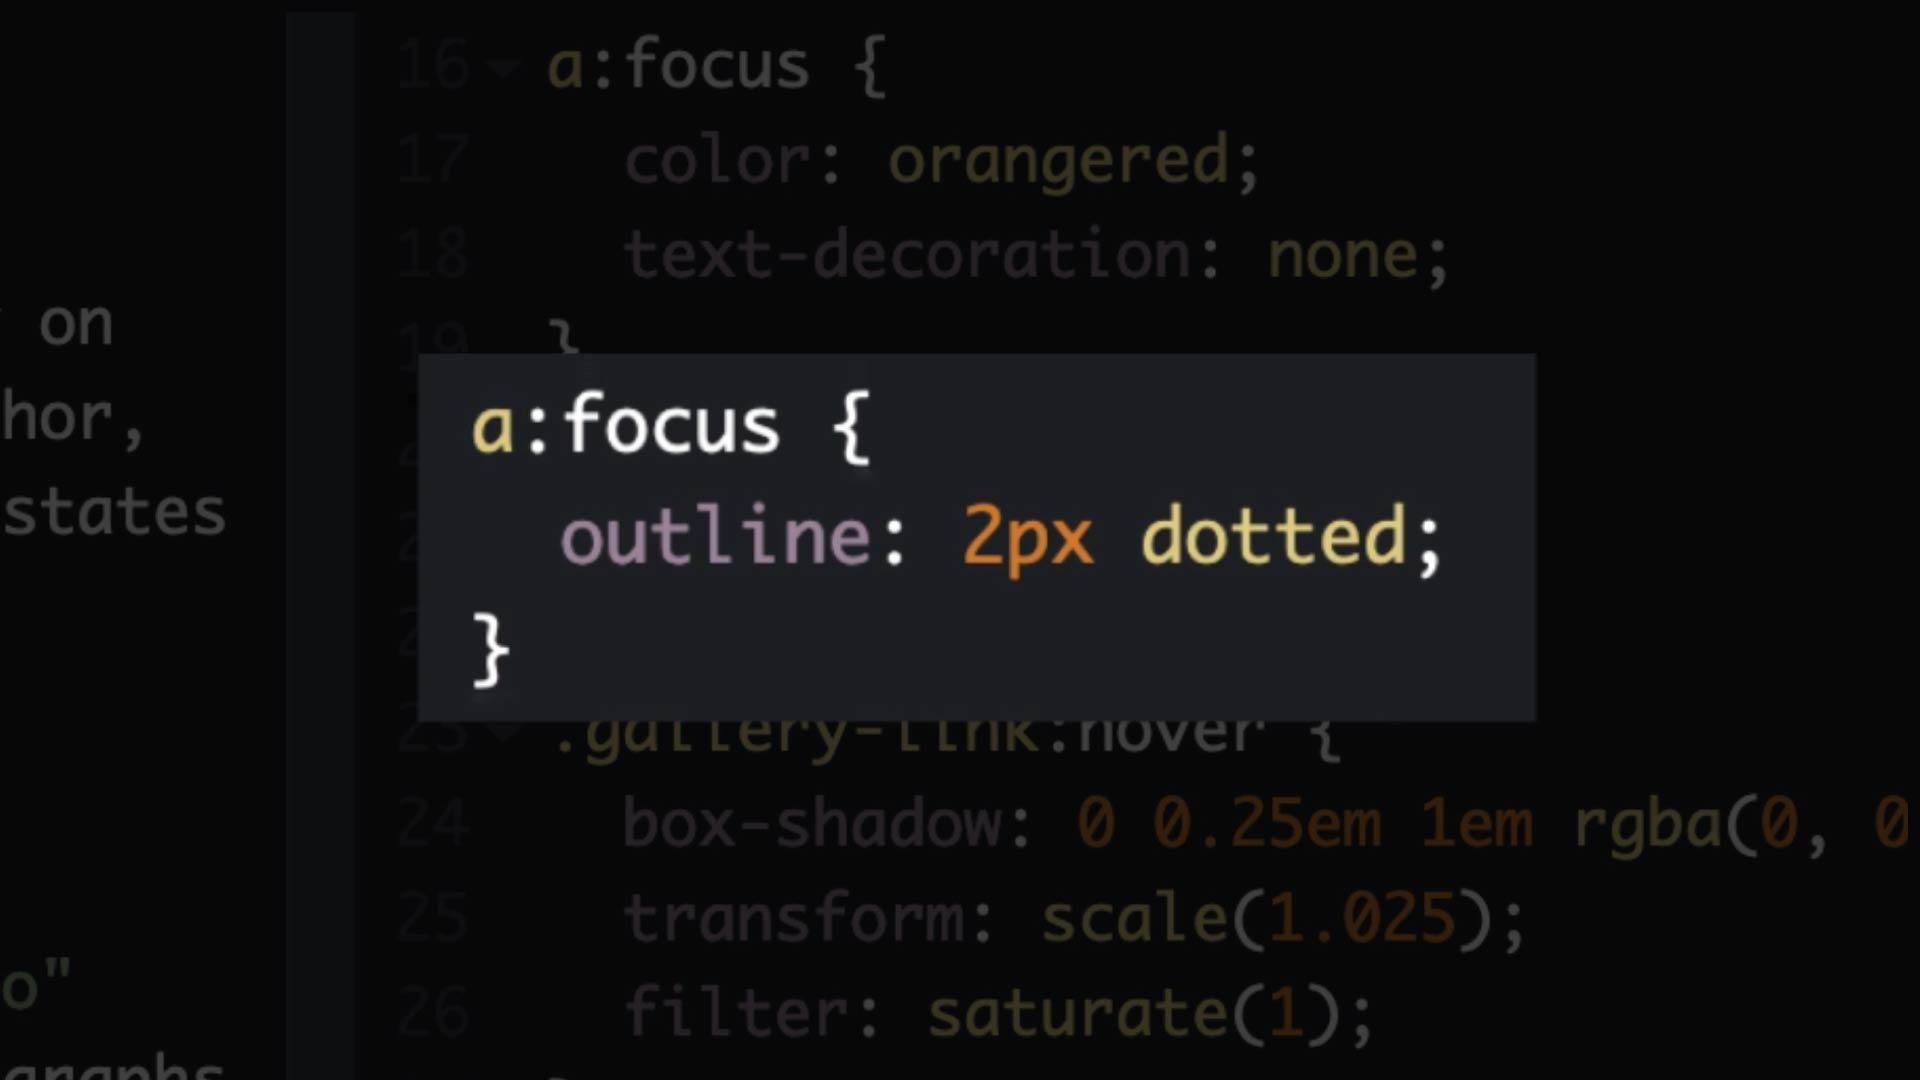 on
hor,
states
o"
graphs
16 a:focus {
17 color: orangered;
18 text-decoration: none;
19 }
a:focus {
outline: 2px dotted;
}
23 .gallery-link:hover {
24 box-shadow: 0 0.25em 1em rgba(0, 0
25 transform: scale(1.025);
26 filter: saturate(1);